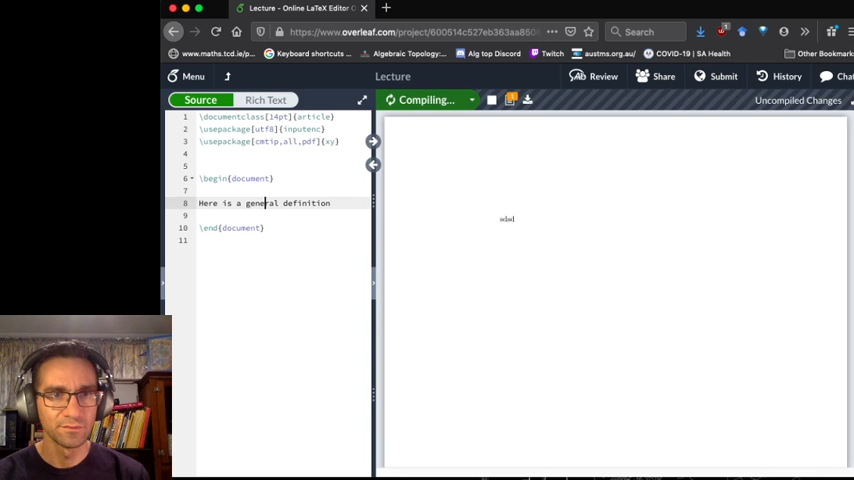 Lecture - Online LaTeX Editor O
https://www.overleaf.com/project/600514c527eb363aa850
Search
www.maths.tcd.ie/p... Keyboard shortcuts ... Algebraic Topology:... Alg top Discord Twitch austms.org.au/ COVID-19 | SA Health Other Bookmarks
Menu Lecture Review Share Submit History Chat
Source Rich Text Compiling... Uncompiled Changes
1 \documentclass[14pt]{article}
2 \usepackage[utf8]{inputenc}
3 \usepackage[cmtip,all,pdf]{xy}
4
5
6 \begin{document}
7
8 Here is a general definition
9
10 \end{document}
11